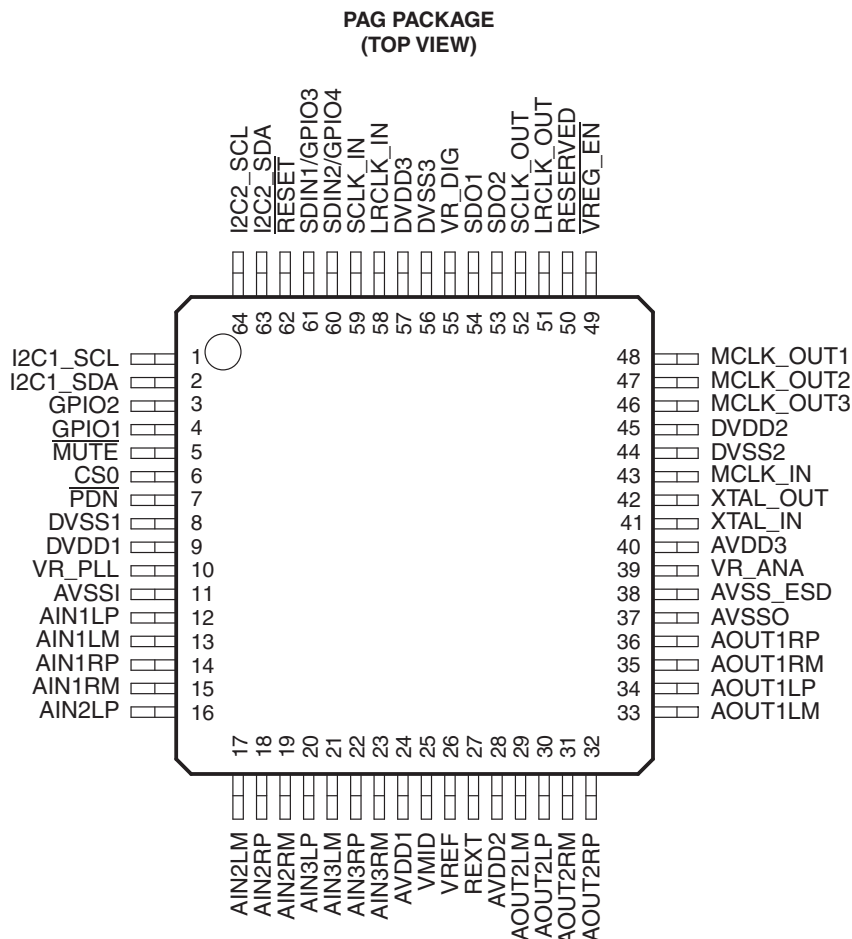 PAG PACKAGE
(TOP VIEW)
I2C2_SCL
I2C2_SDA
RESET
SDIN1/GPIO3
SDIN2/GPIO4
SCLK_IN
LRCLK_IN
DVDD3
DVSS3
VR_DIG
SDO1
SDO2
SCLK_OUT
LRCLK_OUT
RESERVED
VREG_EN
64 63 62 61 60 59 58 57 56 55 54 53 52 51 50 49
I2C1_SCL 1
I2C1_SDA 2
GPIO2 3
GPIO1 4
MUTE 5
CS0 6
PDN 7
DVSS1 8
DVDD1 9
VR_PLL 10
AVSSI 11
AIN1LP 12
AIN1LM 13
AIN1RP 14
AIN1RM 15
AIN2LP 16
48 MCLK_OUT1
47 MCLK_OUT2
46 MCLK_OUT3
45 DVDD2
44 DVSS2
43 MCLK_IN
42 XTAL_OUT
41 XTAL_IN
40 AVDD3
39 VR_ANA
38 AVSS_ESD
37 AVSSO
36 AOUT1RP
35 AOUT1RM
34 AOUT1LP
33 AOUT1LM
17 18 19 20 21 22 23 24 25 26 27 28 29 30 31 32
AIN2LM
AIN2RP
AIN2RM
AIN3LP
AIN3LM
AIN3RP
AIN3RM
AVDD1
VMID
VREF
REXT
AVDD2
AOUT2LM
AOUT2LP
AOUT2RM
AOUT2RP